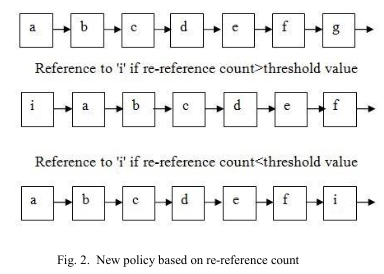 a b c d e f g
Reference to 'i' if re-reference count>threshold value
i a b c d e f
Reference to 'i' if re-reference count<threshold value
a b c d e f i
Fig. 2. New policy based on re-reference count